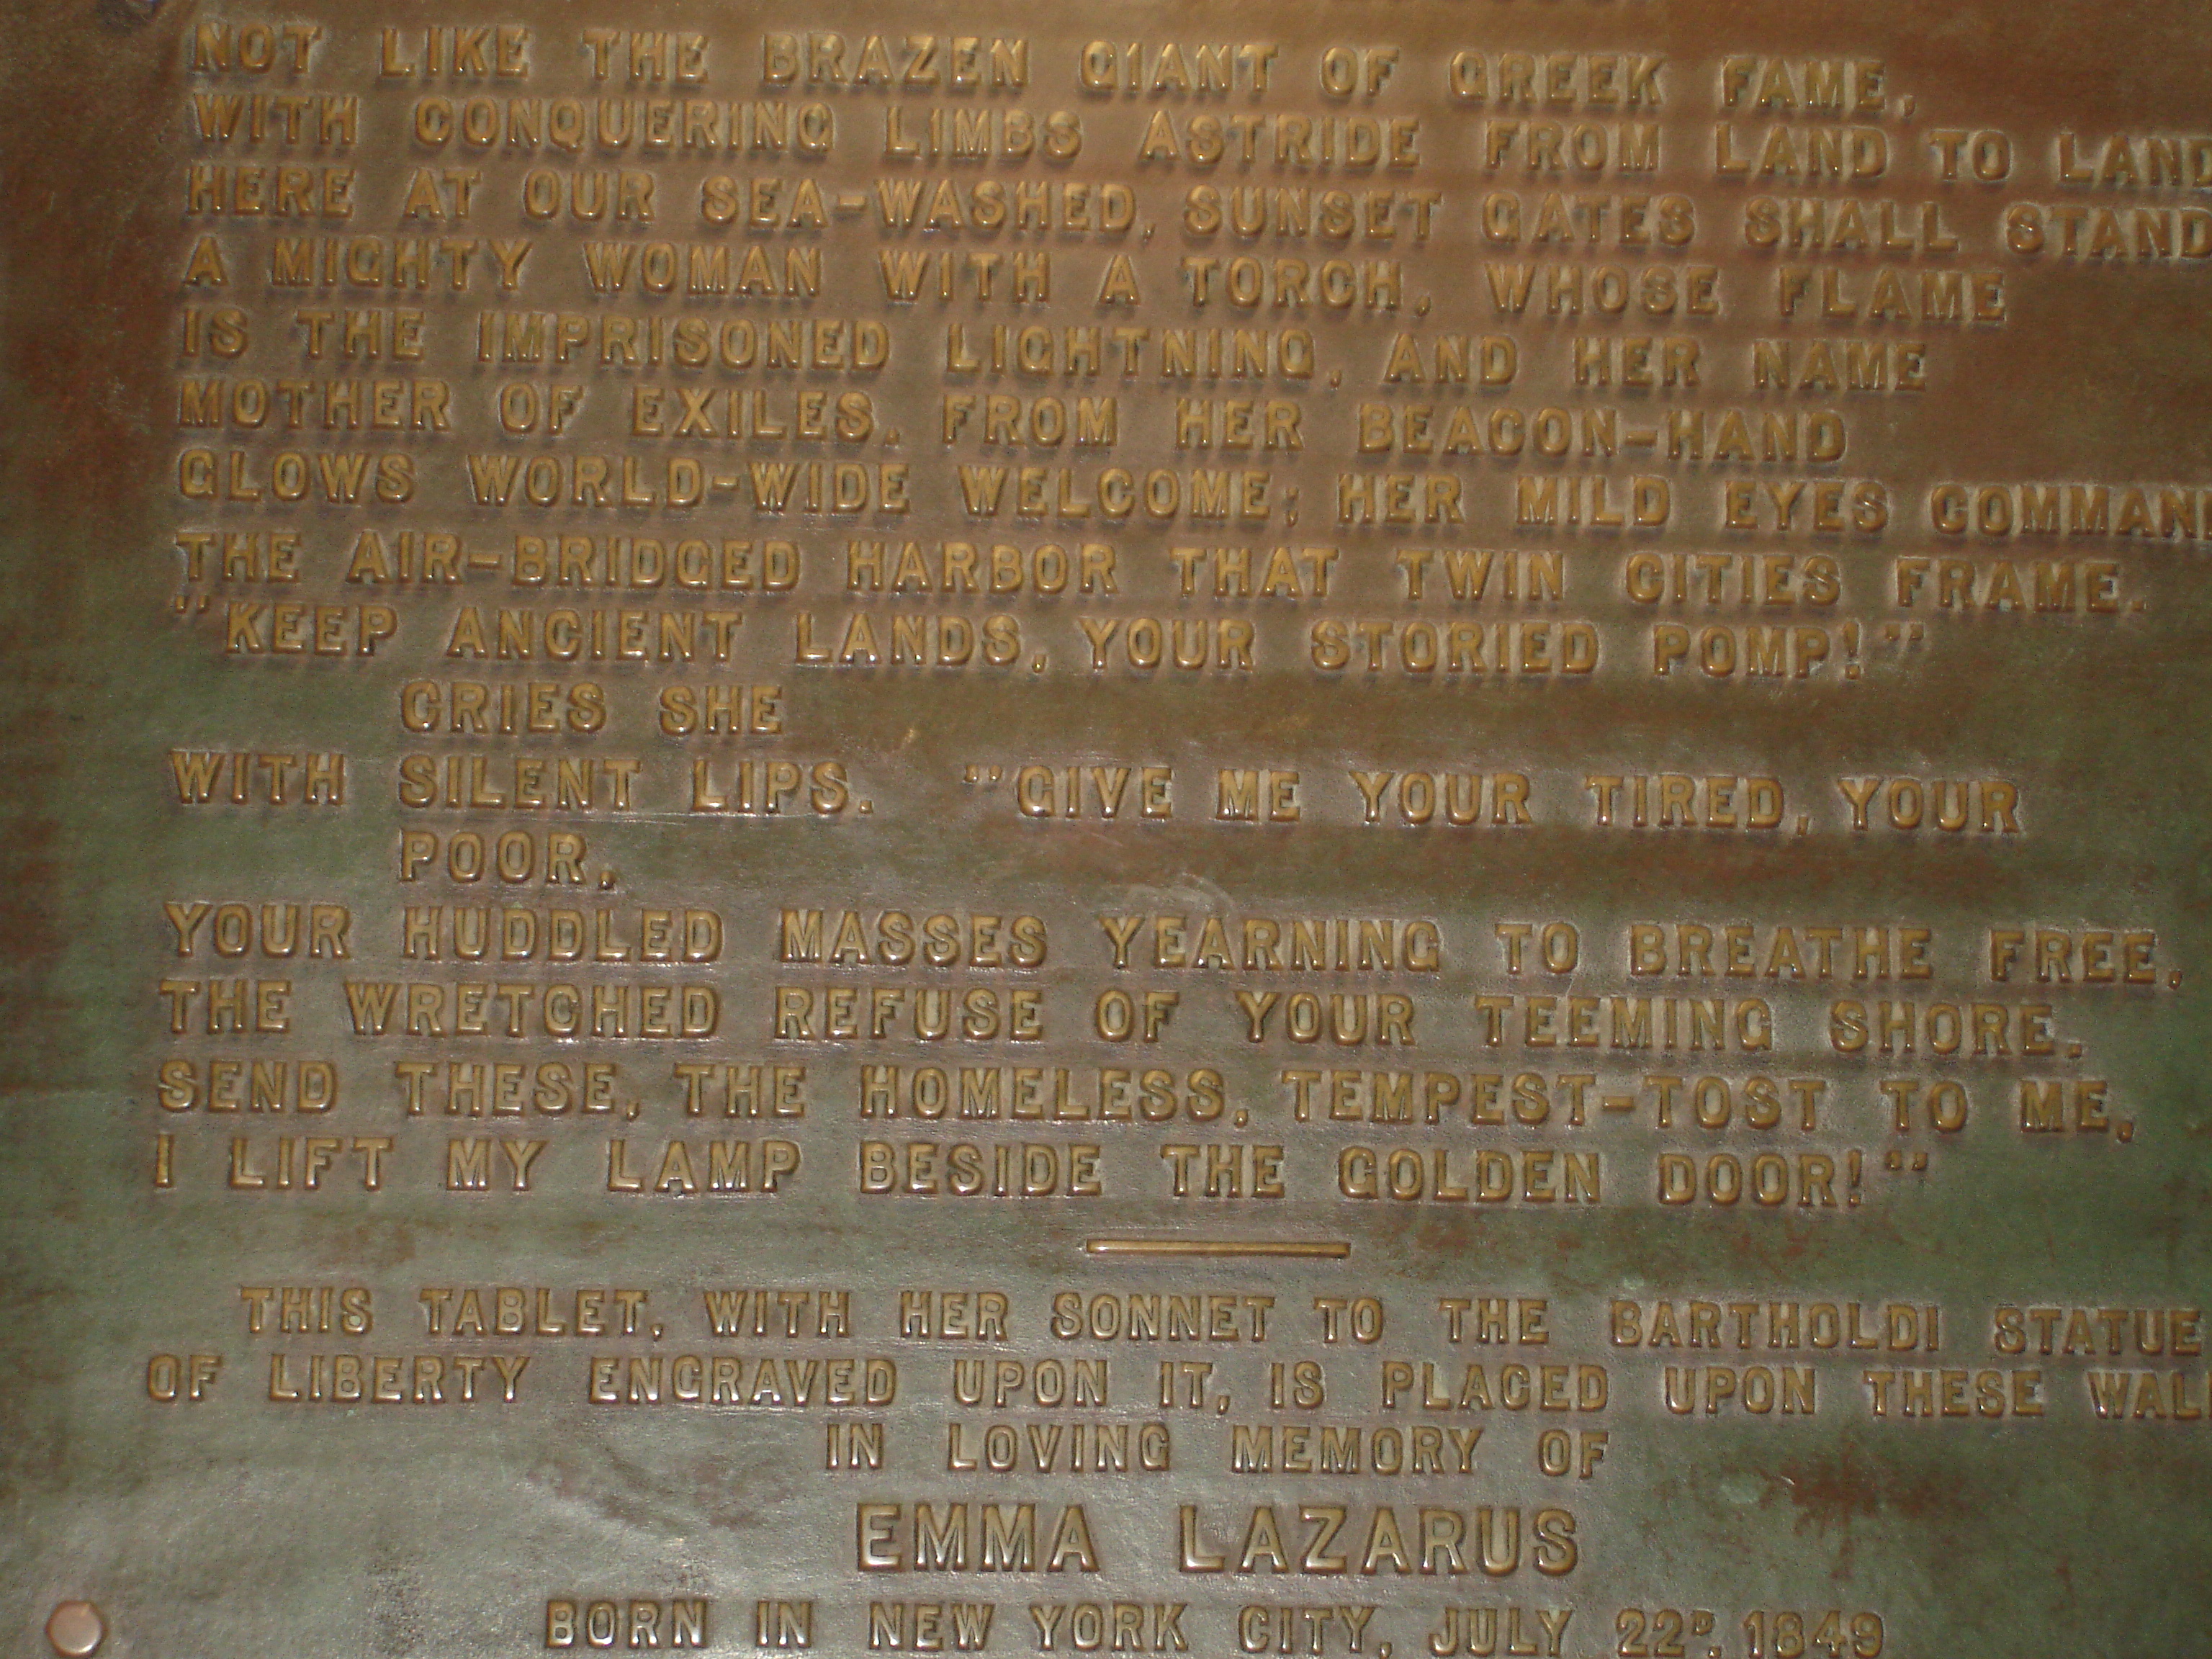 NOT LIKE THE BRAZEN GIANT OF GREEK FAME,
WITH CONQUERING LIMBS ASTRIDE FROM LAND TO LAND
HERE AT OUR SEA-WASHED, SUNSET GATES SHALL STAND
A MIGHTY WOMAN WITH A TORCH, WHOSE FLAME
IS THE IMPRISONED LIGHTNING, AND HER NAME
MOTHER OF EXILES. FROM HER BEACON-HAND
GLOWS WORLD-WIDE WELCOME; HER MILD EYES COMMAN
THE AIR-BRIDGED HARBOR THAT TWIN CITIES FRAME.
"KEEP ANCIENT LANDS, YOUR STORIED POMP!"
CRIES SHE
WITH SILENT LIPS. "GIVE ME YOUR TIRED, YOUR
POOR,
YOUR HUDDLED MASSES YEARNING TO BREATHE FREE,
THE WRETCHED REFUSE OF YOUR TEEMING SHORE.
SEND THESE, THE HOMELESS, TEMPEST-TOST TO ME,
I LIFT MY LAMP BESIDE THE GOLDEN DOOR!"
THIS TABLET, WITH HER SONNET TO THE BARTHOLDI STATUE
OF LIBERTY ENGRAVED UPON IT, IS PLACED UPON THESE WAL
IN LOVING MEMORY OF
EMMA LAZARUS
BORN IN NEW YORK CITY, JULY 22D, 1849